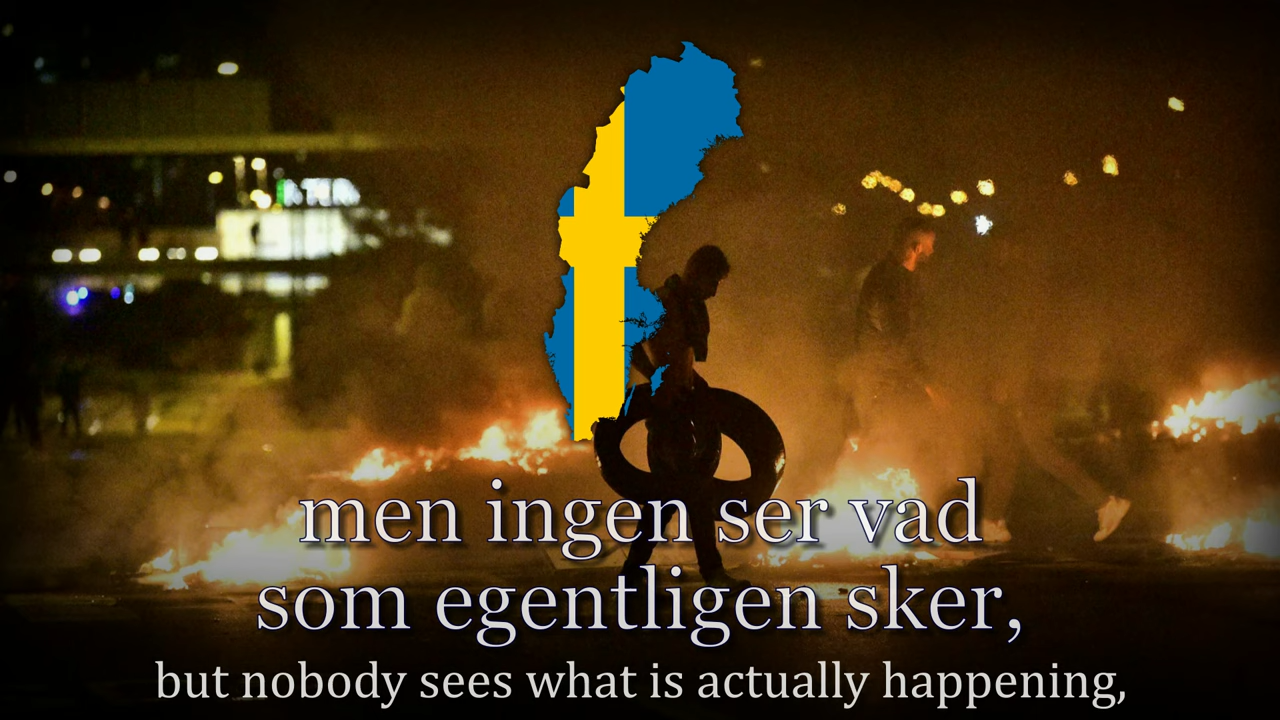 men ingen ser vad
som egentligen sker,
but nobody sees what is actually happening,